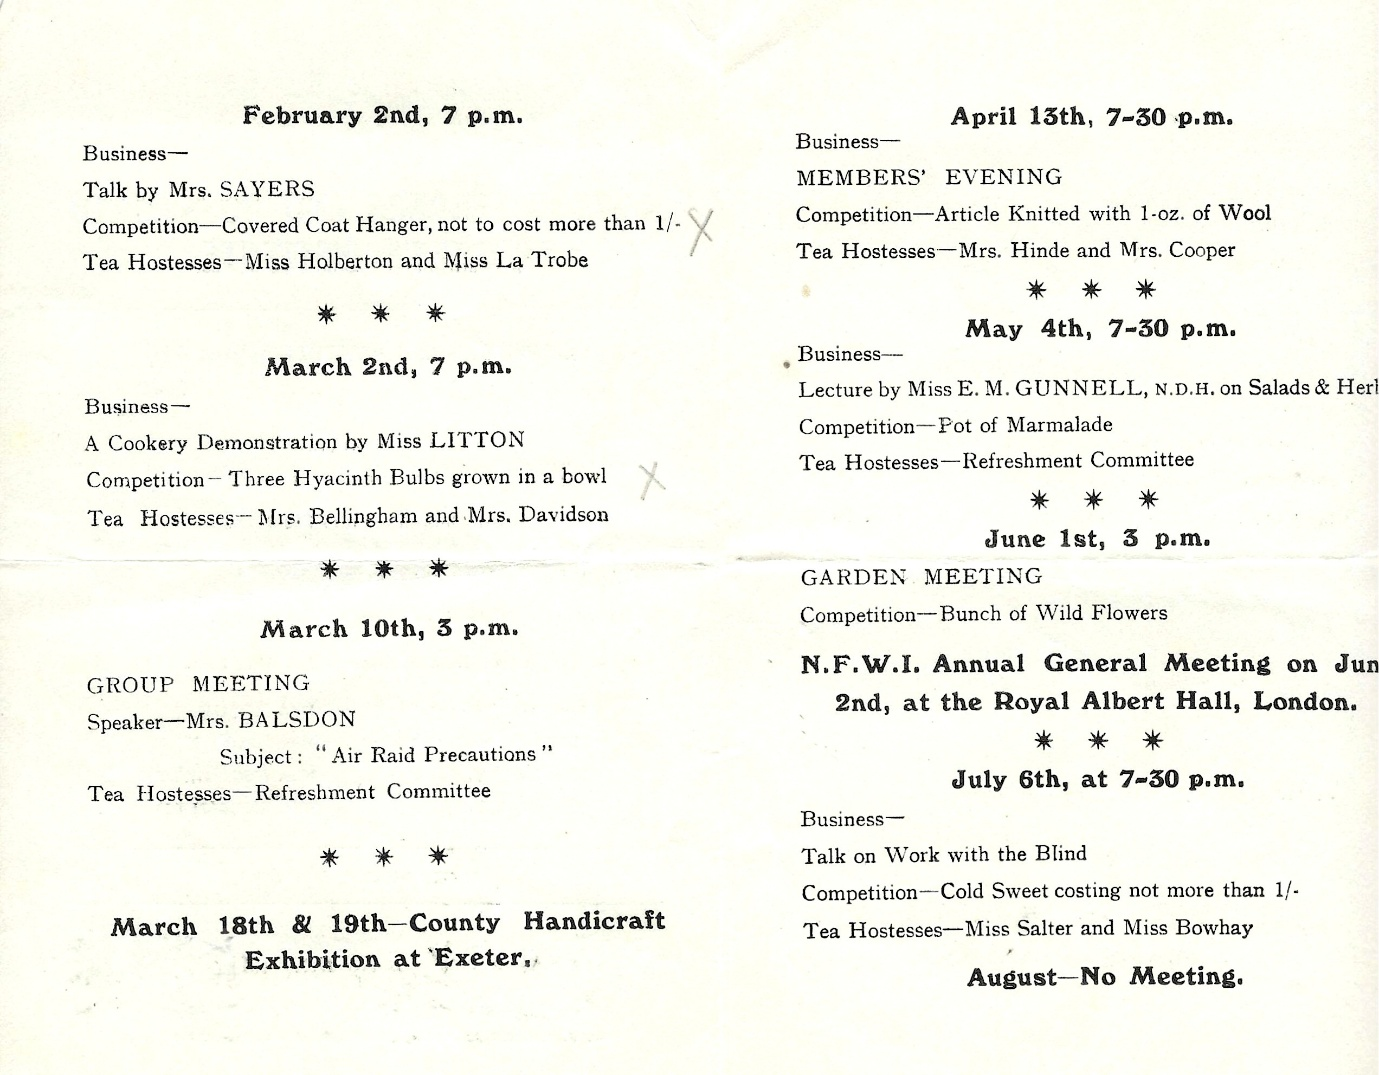 February 2nd, 7 p.m.
Business—
Talk by Mrs. SAYERS
Competition—Covered Coat Hanger, not to cost more than 1/- X
Tea Hostesses—Miss Holberton and Miss La Trobe
* * *
March 2nd, 7 p.m.
Business—
A Cookery Demonstration by Miss LITTON
Competition—Three Hyacinth Bulbs grown in a bowl X
Tea Hostesses—Mrs. Bellingham and Mrs. Davidson
* * *
March 10th, 3 p.m.
GROUP MEETING
Speaker—Mrs. BALSDON
Subject: "Air Raid Precautions"
Tea Hostesses—Refreshment Committee
* * *
March 18th & 19th—County Handicraft
Exhibition at Exeter.
April 13th, 7-30 p.m.
Business—
MEMBERS' EVENING
Competition—Article Knitted with 1-oz. of Wool
Tea Hostesses—Mrs. Hinde and Mrs. Cooper
* * *
May 4th, 7-30 p.m.
Business—
Lecture by Miss E. M. GUNNELL, N.D.H. on Salads & Her
Competition—Pot of Marmalade
Tea Hostesses—Refreshment Committee
* * *
June 1st, 3 p.m.
GARDEN MEETING
Competition—Bunch of Wild Flowers
N.F.W.I. Annual General Meeting on Jun
2nd, at the Royal Albert Hall, London.
* * *
July 6th, at 7-30 p.m.
Business—
Talk on Work with the Blind
Competition—Cold Sweet costing not more than 1/-
Tea Hostesses—Miss Salter and Miss Bowhay
August—No Meeting.